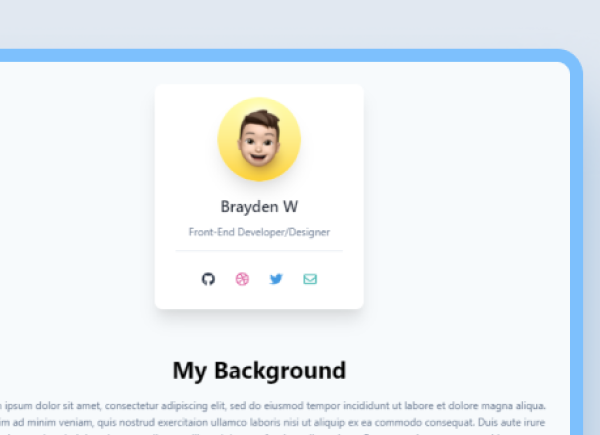 Brayden W
Front-End Developer/Designer
My Background
ipsum dolor sit amet, consectetur adipiscing elit, sed do eiusmod tempor incididunt ut labore et dolore magna aliqua.
ad minim veniam, quis nostrud exercitaion ullamco laboris nisi ut aliquip ex ea commodo consequat. Duis aute irure